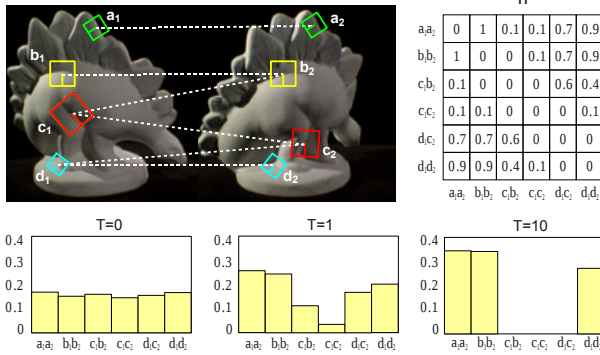 a₁ a₂
b₁ b₂
c₁ c₂
d₁ d₂
a₁a₂ 0 1 0.1 0.1 0.7 0.9
b₁b₂ 1 0 0 0.1 0.7 0.9
c₁b₂ 0.1 0 0 0 0.6 0.4
c₁c₂ 0.1 0.1 0 0 0 0.1
d₁c₂ 0.7 0.7 0.6 0 0 0
d₁d₂ 0.9 0.9 0.4 0.1 0 0
a₁a₂ b₁b₂ c₁b₂ c₁c₂ d₁c₂ d₁d₂
T=0
0.4
0.3
0.2
0.1
0
a₁a₂ b₁b₂ c₁b₂ c₁c₂ d₁c₂ d₁d₂
T=1
0.4
0.3
0.2
0.1
0
a₁a₂ b₁b₂ c₁b₂ c₁c₂ d₁c₂ d₁d₂
T=10
0.4
0.3
0.2
0.1
0
a₁a₂ b₁b₂ c₁b₂ c₁c₂ d₁c₂ d₁d₂